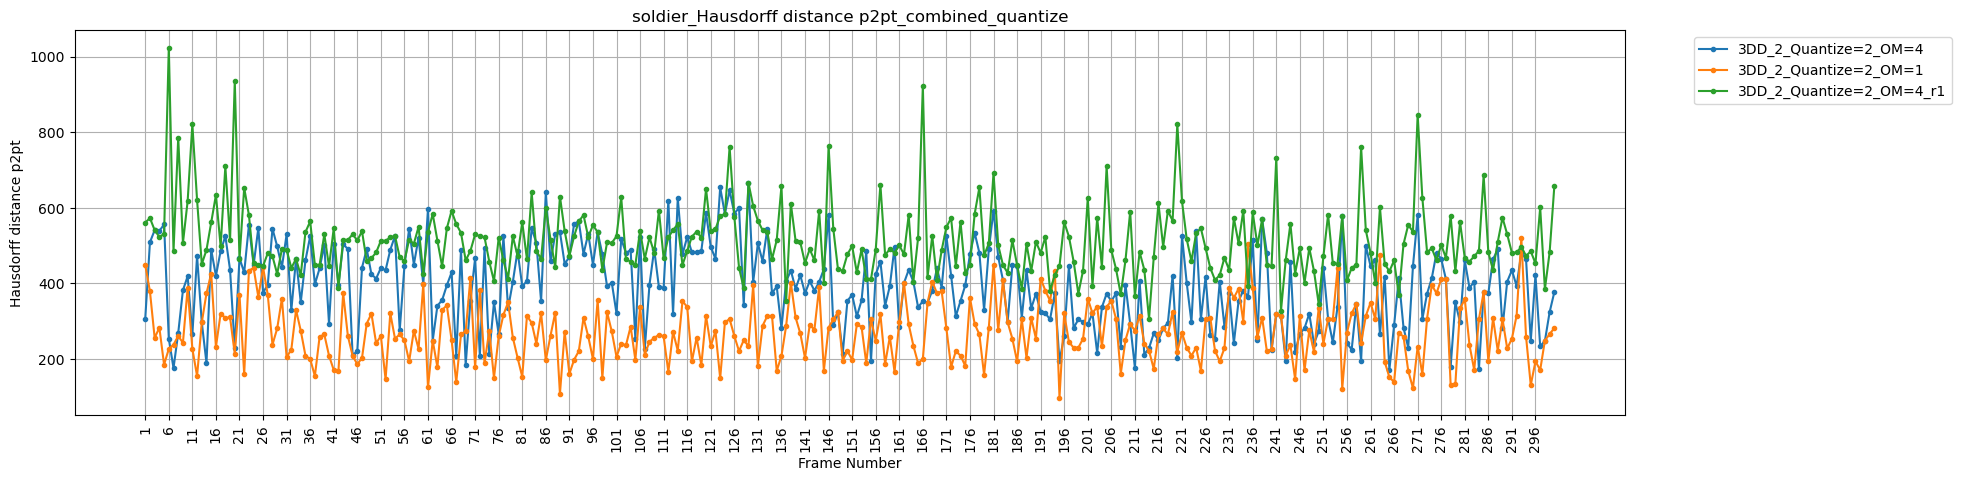 soldier_Hausdorff distance p2pt_combined_quantize
3DD_2_Quantize=2_OM=4
3DD_2_Quantize=2_OM=1
3DD_2_Quantize=2_OM=4_r1
Hausdorff distance p2pt
1000
800
600
400
200
1 6 11 16 21 26 31 36 41 46 51 56 61 66 71 76 81 86 91 96 101 106 111 116 121 126 131 136 141 146 151 156 161 166 171 176 181 186 191 196 201 206 211 216 221 226 231 236 241 246 251 256 261 266 271 276 281 286 291 296
Frame Number